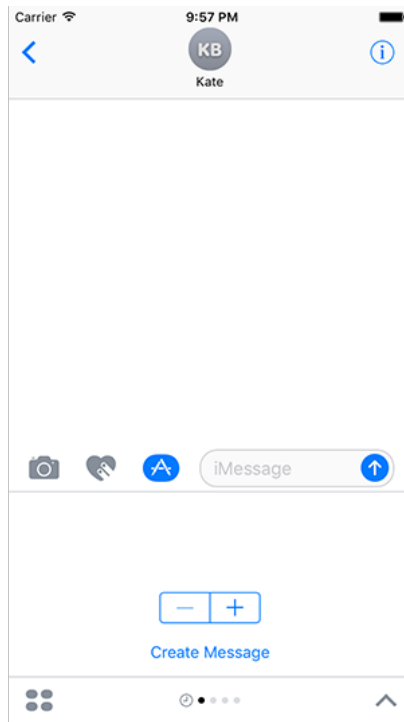 Carrier 9:57 PM
KB
Kate
iMessage
Create Message